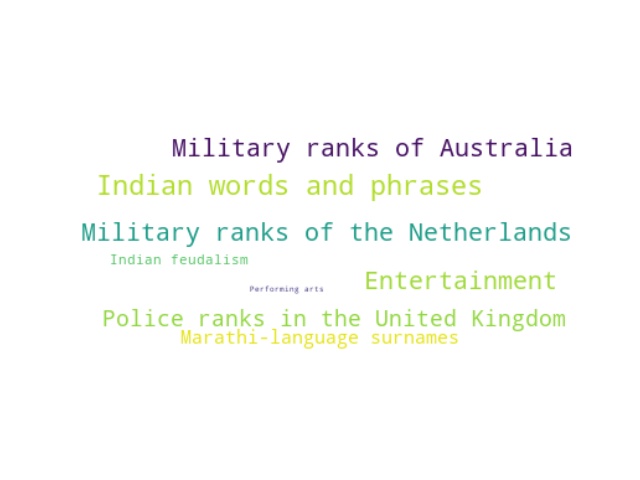 Military ranks of Australia
Indian words and phrases
Military ranks of the Netherlands
Indian feudalism
Entertainment
Performing arts
Police ranks in the United Kingdom
Marathi-language surnames